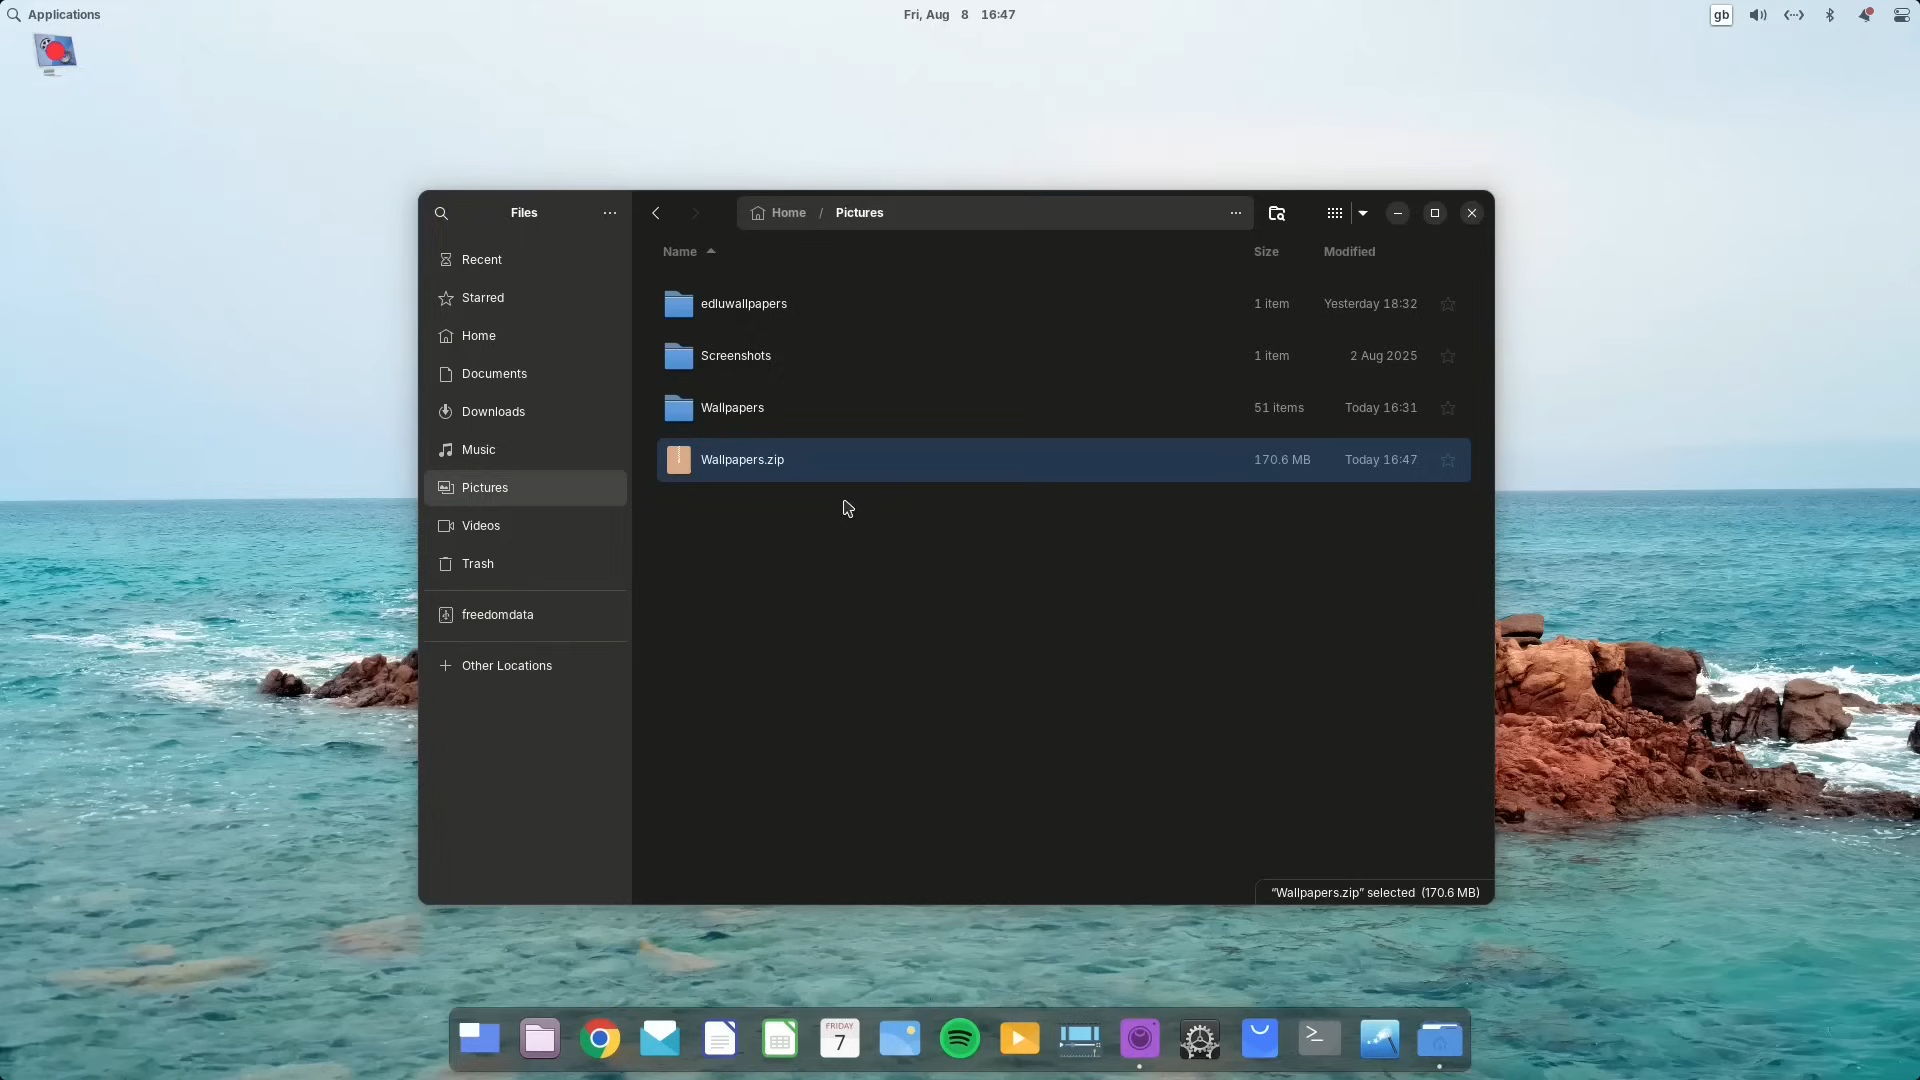 Applications
Fri, Aug 8 16:47
gb
Files
Home / Pictures
Recent
Starred
Home
Documents
Downloads
Music
Pictures
Videos
Trash
freedomdata
Other Locations
Name Size Modified
edluwallpapers 1 item Yesterday 18:32
Screenshots 1 item 2 Aug 2025
Wallpapers 51 items Today 16:31
Wallpapers.zip 170.6 MB Today 16:47
“Wallpapers.zip” selected (170.6 MB)
FRIDAY
7